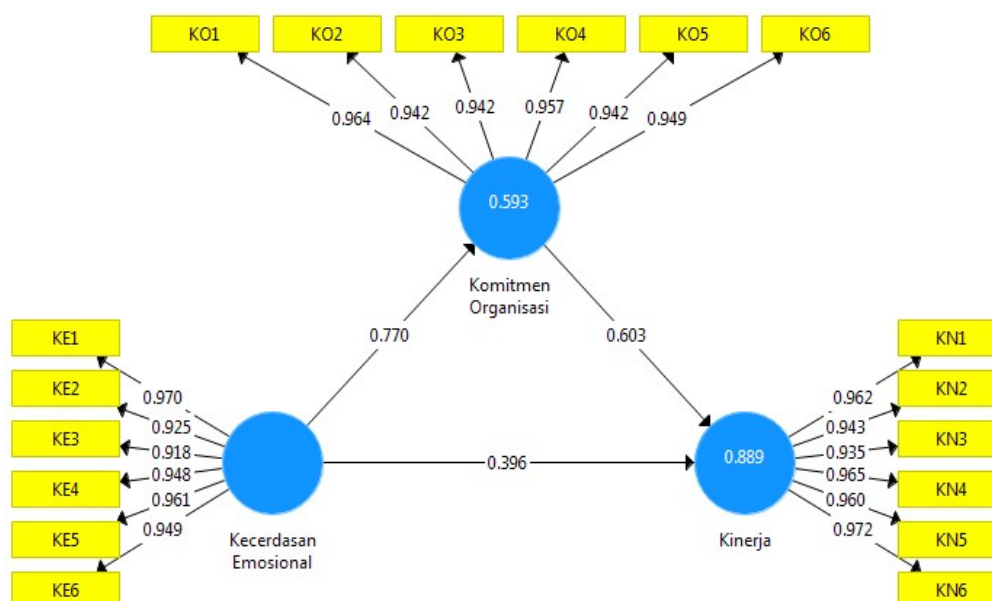 KO1 KO2 KO3 KO4 KO5 KO6
0.964 0.942 0.942 0.957 0.942 0.949
0.593
Komitmen
Organisasi
0.770
0.603
KE1
KE2
KE3
KE4
KE5
KE6
0.970
0.925
0.918
0.948
0.961
0.949
Kecerdasan
Emosional
0.396
0.889
Kinerja
0.962
0.943
0.935
0.965
0.960
0.972
KN1
KN2
KN3
KN4
KN5
KN6